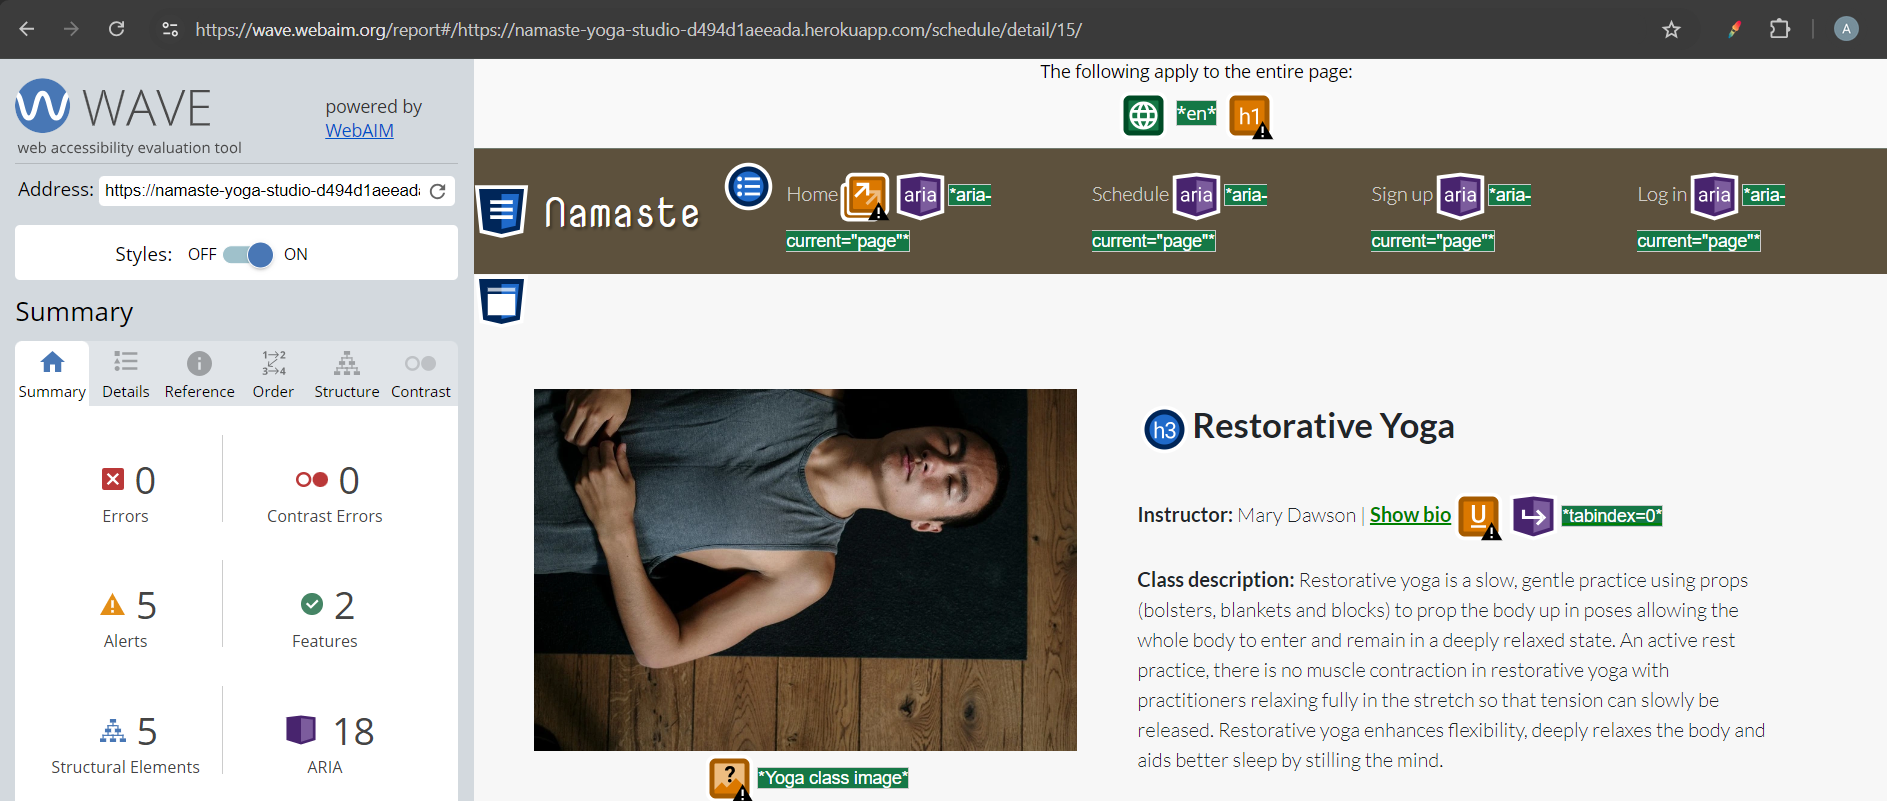 https://wave.webaim.org/report#/https://namaste-yoga-studio-d494d1aeeada.herokuapp.com/schedule/detail/15/
A
WAVE
powered by
WebAIM
web accessibility evaluation tool
Address: https://namaste-yoga-studio-d494d1aeead
Styles: OFF ON
Summary
Summary Details Reference Order Structure Contrast
0 Errors
0 Contrast Errors
5 Alerts
2 Features
5 Structural Elements
18 ARIA
The following apply to the entire page:
*en* h1
Namaste
Home aria *aria-
current="page"*
Schedule aria *aria-
current="page"*
Sign up aria *aria-
current="page"*
Log in aria *aria-
current="page"*
h3 Restorative Yoga
Instructor: Mary Dawson | Show bio U *tabindex=0*
Class description: Restorative yoga is a slow, gentle practice using props
(bolsters, blankets and blocks) to prop the body up in poses allowing the
whole body to enter and remain in a deeply relaxed state. An active rest
practice, there is no muscle contraction in restorative yoga with
practitioners relaxing fully in the stretch so that tension can slowly be
released. Restorative yoga enhances flexibility, deeply relaxes the body and
aids better sleep by stilling the mind.
? *Yoga class image*